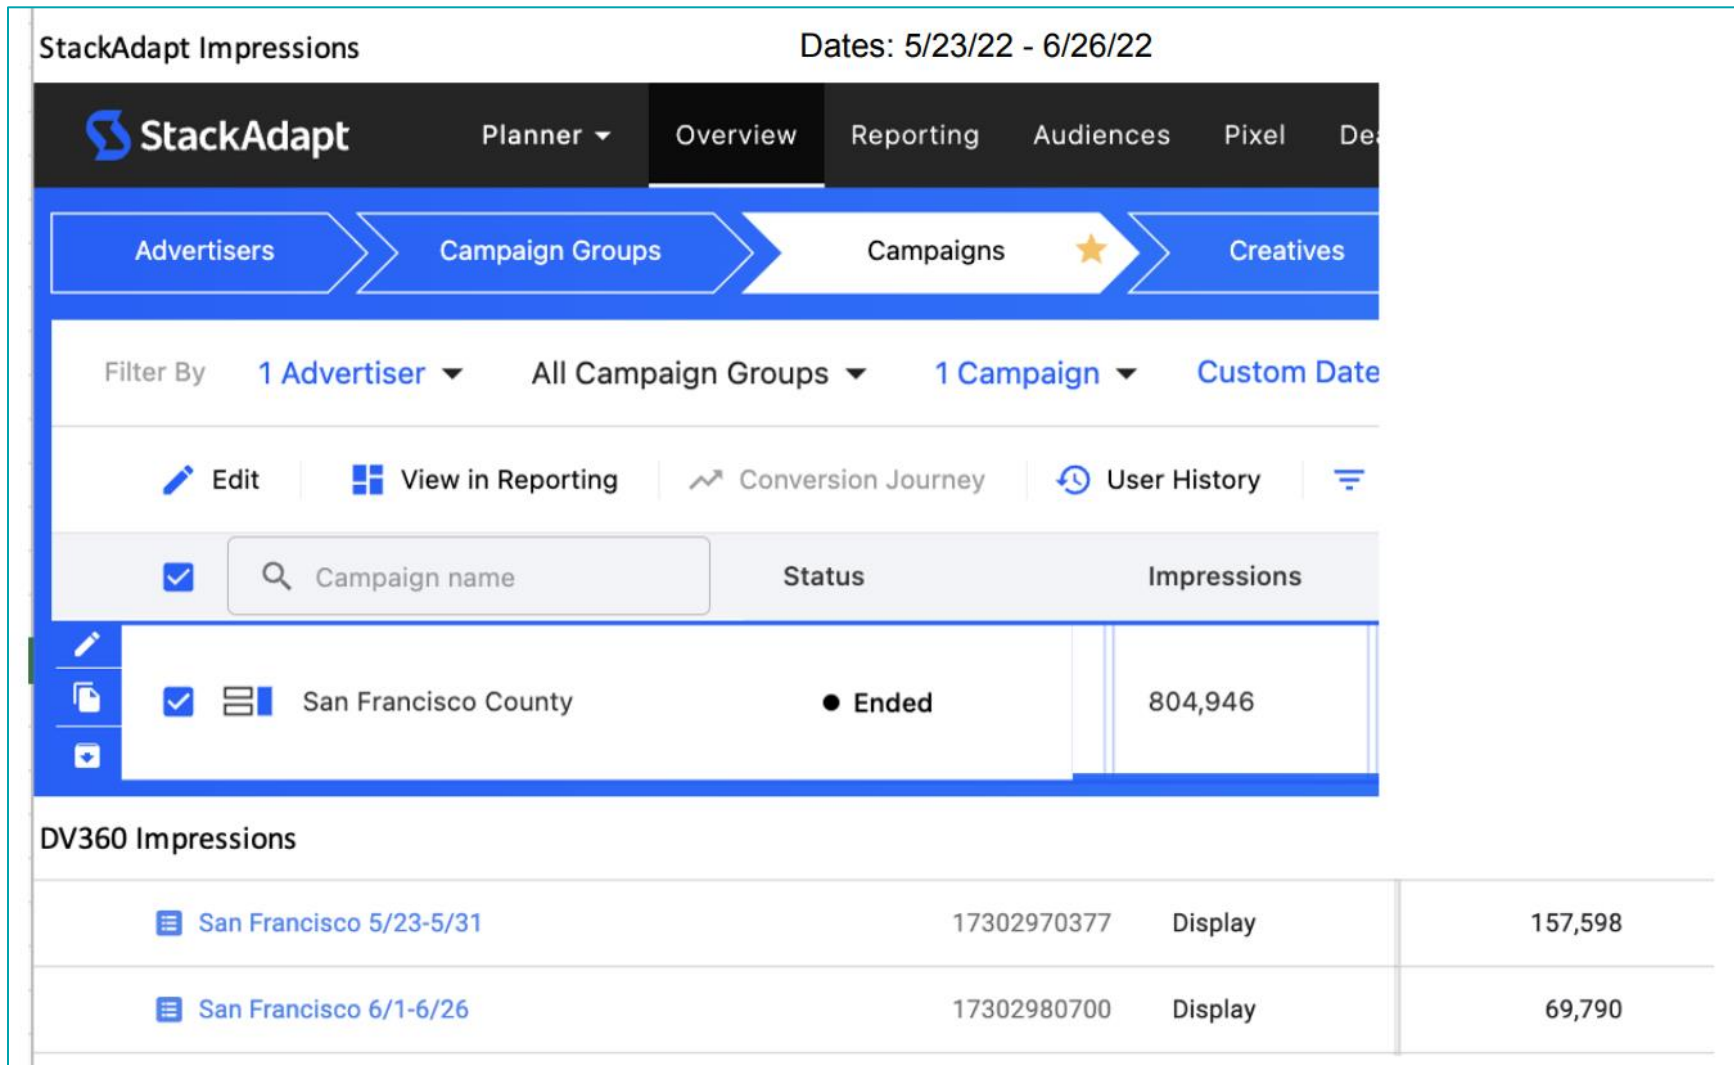 StackAdapt Impressions Dates: 5/23/22 - 6/26/22
StackAdapt Planner Overview Reporting Audiences Pixel
Advertisers Campaign Groups Campaigns Creatives
Filter By 1 Advertiser All Campaign Groups 1 Campaign Custom Date
Edit View in Reporting Conversion Journey User History
Campaign name Status Impressions
San Francisco County Ended 804,946
DV360 Impressions
San Francisco 5/23-5/31 17302970377 Display 157,598
San Francisco 6/1-6/26 17302980700 Display 69,790